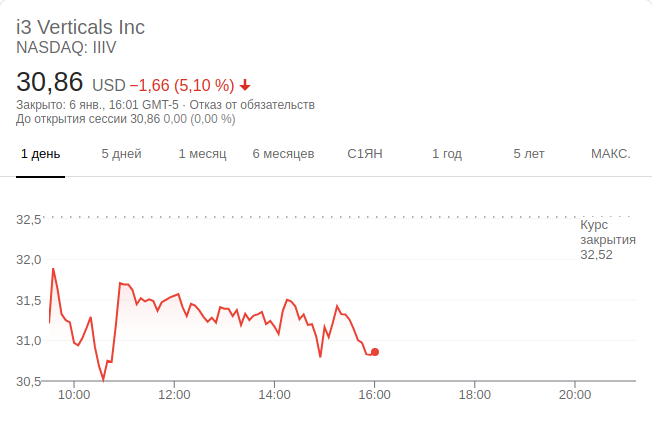 i3 Verticals Inc
NASDAQ: IIIV
30,86 USD −1,66 (5,10 %)
Закрыто: 6 янв., 16:01 GMT-5 · Отказ от обязательств
До открытия сессии 30,86 0,00 (0,00 %)
1 день 5 дней 1 месяц 6 месяцев С1ЯН 1 год 5 лет МАКС.
32,5
Курс
закрытия
32,52
32,0
31,5
31,0
30,5
10:00 12:00 14:00 16:00 18:00 20:00